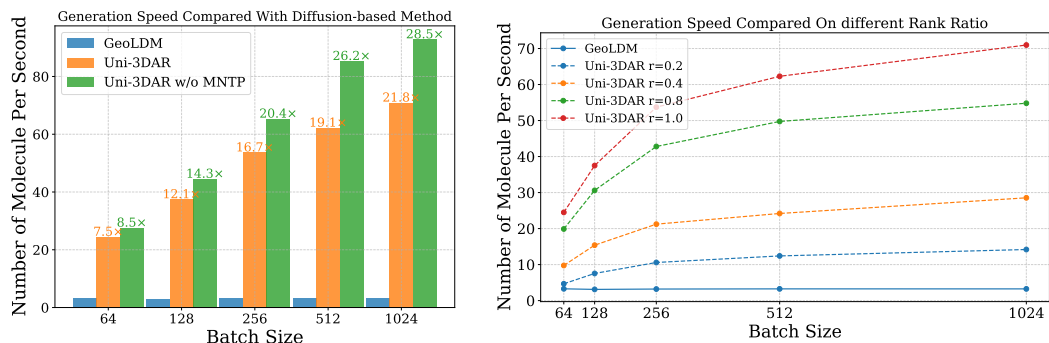 Generation Speed Compared With Diffusion-based Method
Number of Molecule Per Second
80
60
40
20
0
GeoLDM
Uni-3DAR
Uni-3DAR w/o MNTP
7.5×
8.5×
12.1×
14.3×
16.7×
20.4×
19.1×
26.2×
21.8×
28.5×
64
128
256
512
1024
Batch Size
Generation Speed Compared On different Rank Ratio
Number of Molecule Per Second
70
60
50
40
30
20
10
0
GeoLDM
Uni-3DAR r=0.2
Uni-3DAR r=0.4
Uni-3DAR r=0.8
Uni-3DAR r=1.0
64
128
256
512
1024
Batch Size